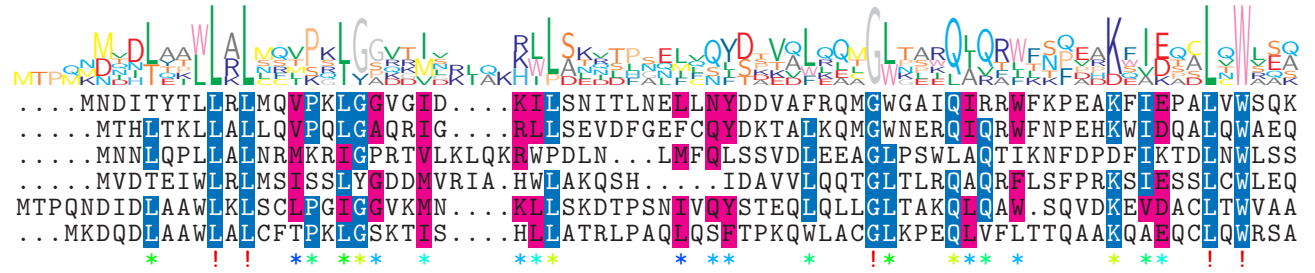 ....MNDITYTLLRLMQVPKLGGVGID....KILSNITLNELLNYDDVAFRQMGWGAIQIRRWFKPEAKFIEPALVWSQK
.....MTHLTKLLALLQVPQLGAQRIG....RLLSEVDFGEFCQYDKTALKQMGWNERQIQRWFNPEHKWIDQALQWAEQ
.....MNNLQPLLALNRMKRIGPRTVLKLQKRWPDLN...LMFQLSSVDLEEAGLPSWLAQTIKNFDPDFIKTDLNWLSS
.....MVDTEIWLRLMSISSLYGDDMVRIA.HWLAKQSH.....IDAVVLQQTGLTLRQAQRFLSFPRKSIESSLCWLEQ
MTPQNDIDLAAWLKLSCLPGIGGVKMN....KLLSKDTPSNIVQYSTEQLQLLGLTAKQLQAW.SQVDKEVDACLTWVAA
...MKDQDLAAWLALCFTPKLGSKTIS....HLLATRLPAQLQSFTPKQWLACGLKPEQLVFLTTQAAKQAEQCLQWRSA
* ! ! ** *** * *** * ** * !* *** * * ** ! !